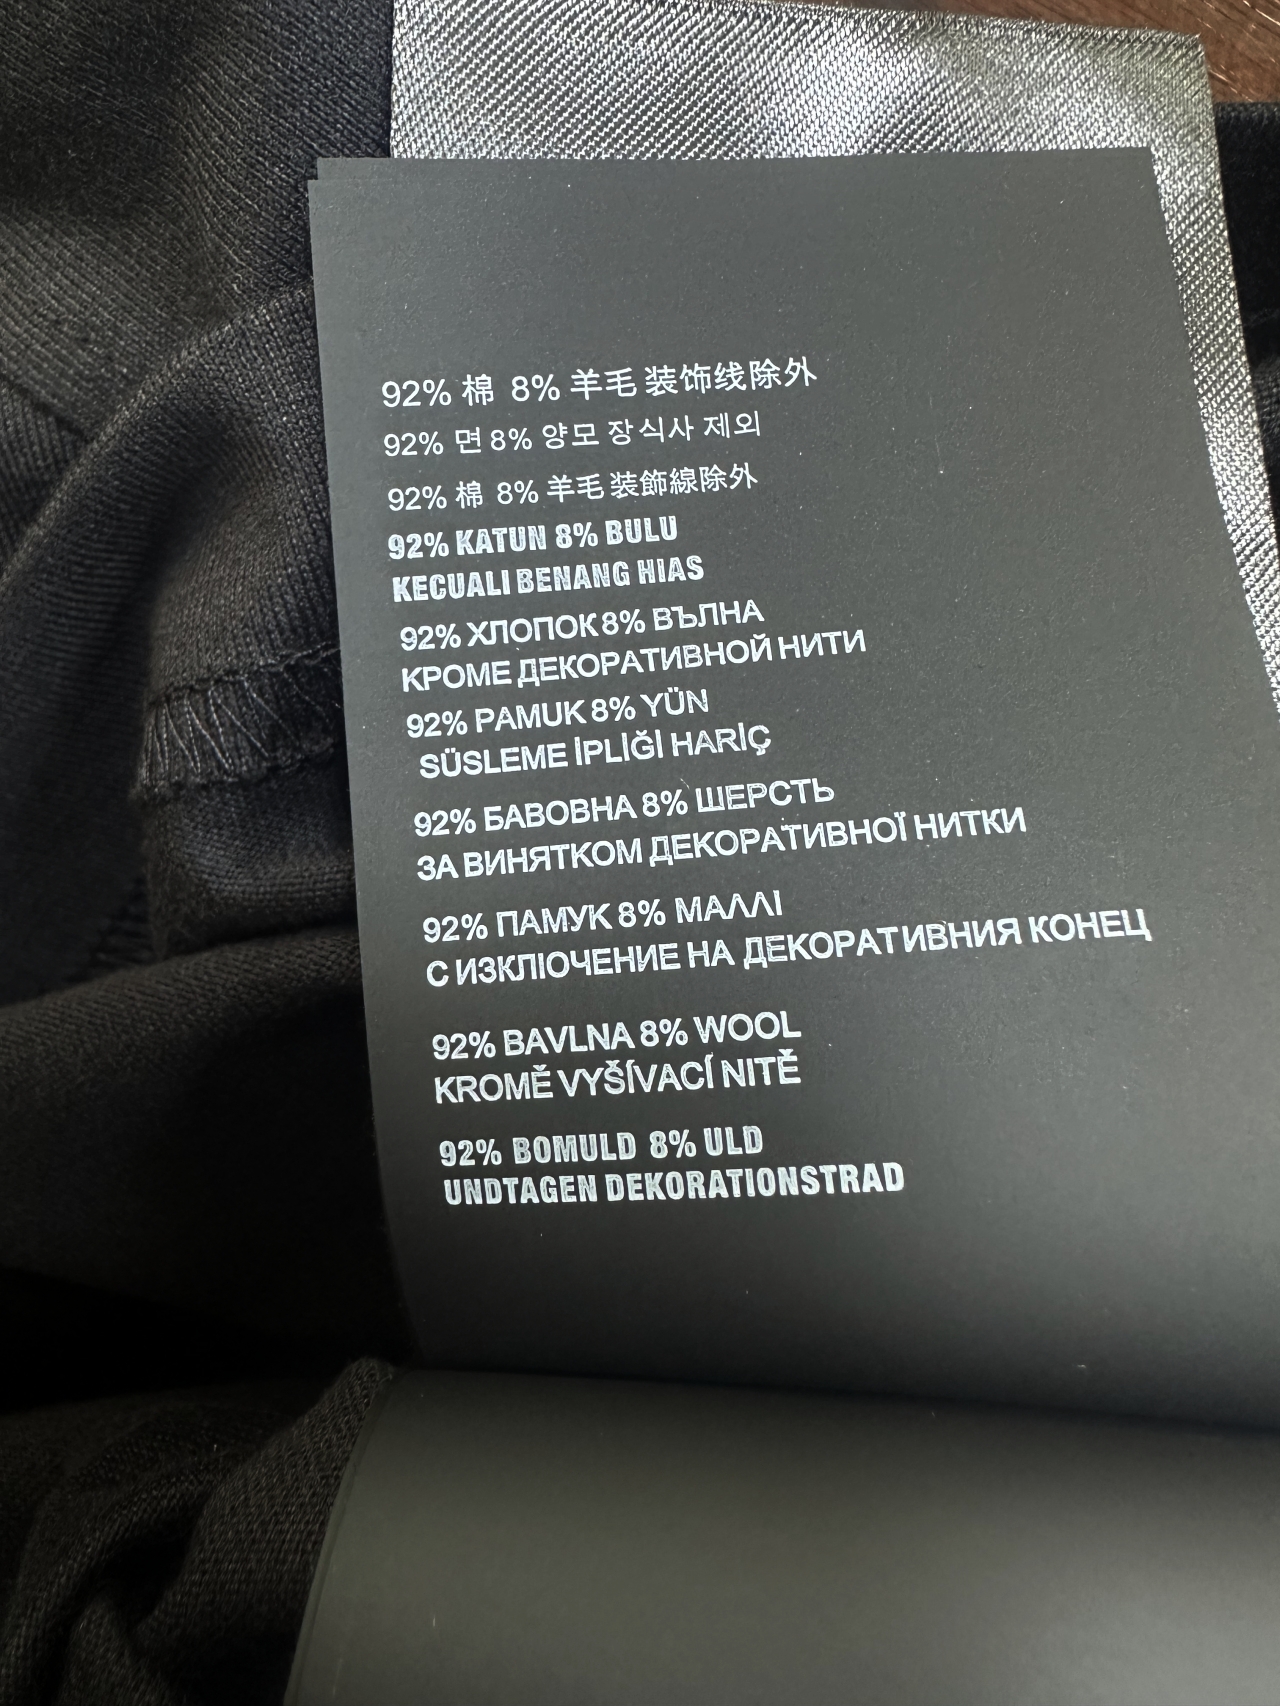 92% 棉 8% 羊毛 装饰线除外
92% 면 8% 양모 장식사 제외
92% 棉 8% 羊毛 装飾線除外
92% KATUN 8% BULU
KECUALI BENANG HIAS
92% ХЛОПОК 8% ВЪЛНА
КРОМЕ ДЕКОРАТИВНОЙ НИТИ
92% PAMUK 8% YÜN
SÜSLEME İPLİĞİ HARİÇ
92% БАВОВНА 8% ШЕРСТЬ
ЗА ВИНЯТКОМ ДЕКОРАТИВНОЇ НИТКИ
92% ПАМУК 8% ΜΑΛΛΙ
С ИЗКЛЮЧЕНИЕ НА ДЕКОРАТИВНИЯ КОНЕЦ
92% BAVLNA 8% WOOL
KROMĚ VYŠÍVACÍ NITĚ
92% BOMULD 8% ULD
UNDTAGEN DEKORATIONSTRAD